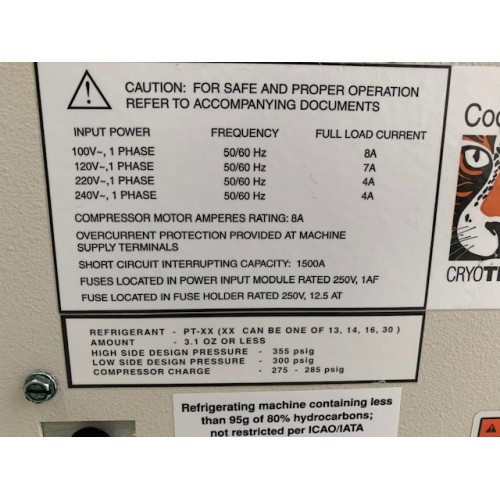 CAUTION: FOR SAFE AND PROPER OPERATION
REFER TO ACCOMPANYING DOCUMENTS
INPUT POWER FREQUENCY FULL LOAD CURRENT
100V~, 1 PHASE 50/60 Hz 8A
120V~, 1 PHASE 50/60 Hz 7A
220V~, 1 PHASE 50/60 Hz 4A
240V~, 1 PHASE 50/60 Hz 4A
COMPRESSOR MOTOR AMPERES RATING: 8A
OVERCURRENT PROTECTION PROVIDED AT MACHINE
SUPPLY TERMINALS
SHORT CIRCUIT INTERRUPTING CAPACITY: 1500A
FUSES LOCATED IN POWER INPUT MODULE RATED 250V, 1AF
FUSE LOCATED IN FUSE HOLDER RATED 250V, 12.5 AT
Coo
CRYOTI
REFRIGERANT - PT-XX (XX CAN BE ONE OF 13, 14, 16, 30 )
AMOUNT - 3.1 OZ OR LESS
HIGH SIDE DESIGN PRESSURE - 355 psig
LOW SIDE DESIGN PRESSURE - 300 psig
COMPRESSOR CHARGE - 275 - 285 psig
Refrigerating machine containing less
than 95g of 80% hydrocarbons;
not restricted per ICAO/IATA